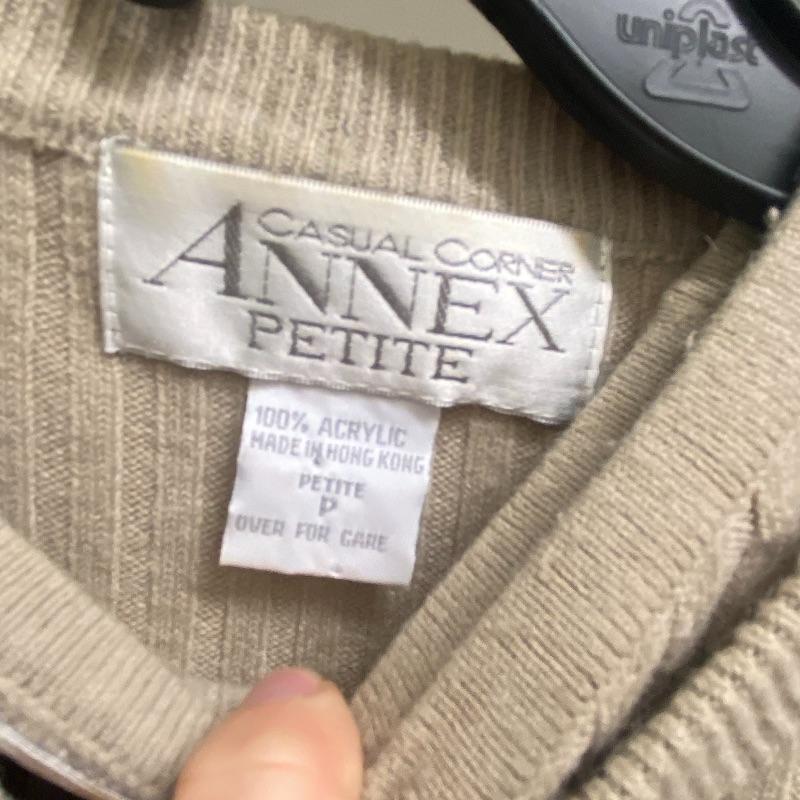 uniplast
CASUAL CORNER
ANNEX
PETITE
100% ACRYLIC
MADE IN HONG KONG
PETITE
P
OVER FOR CARE